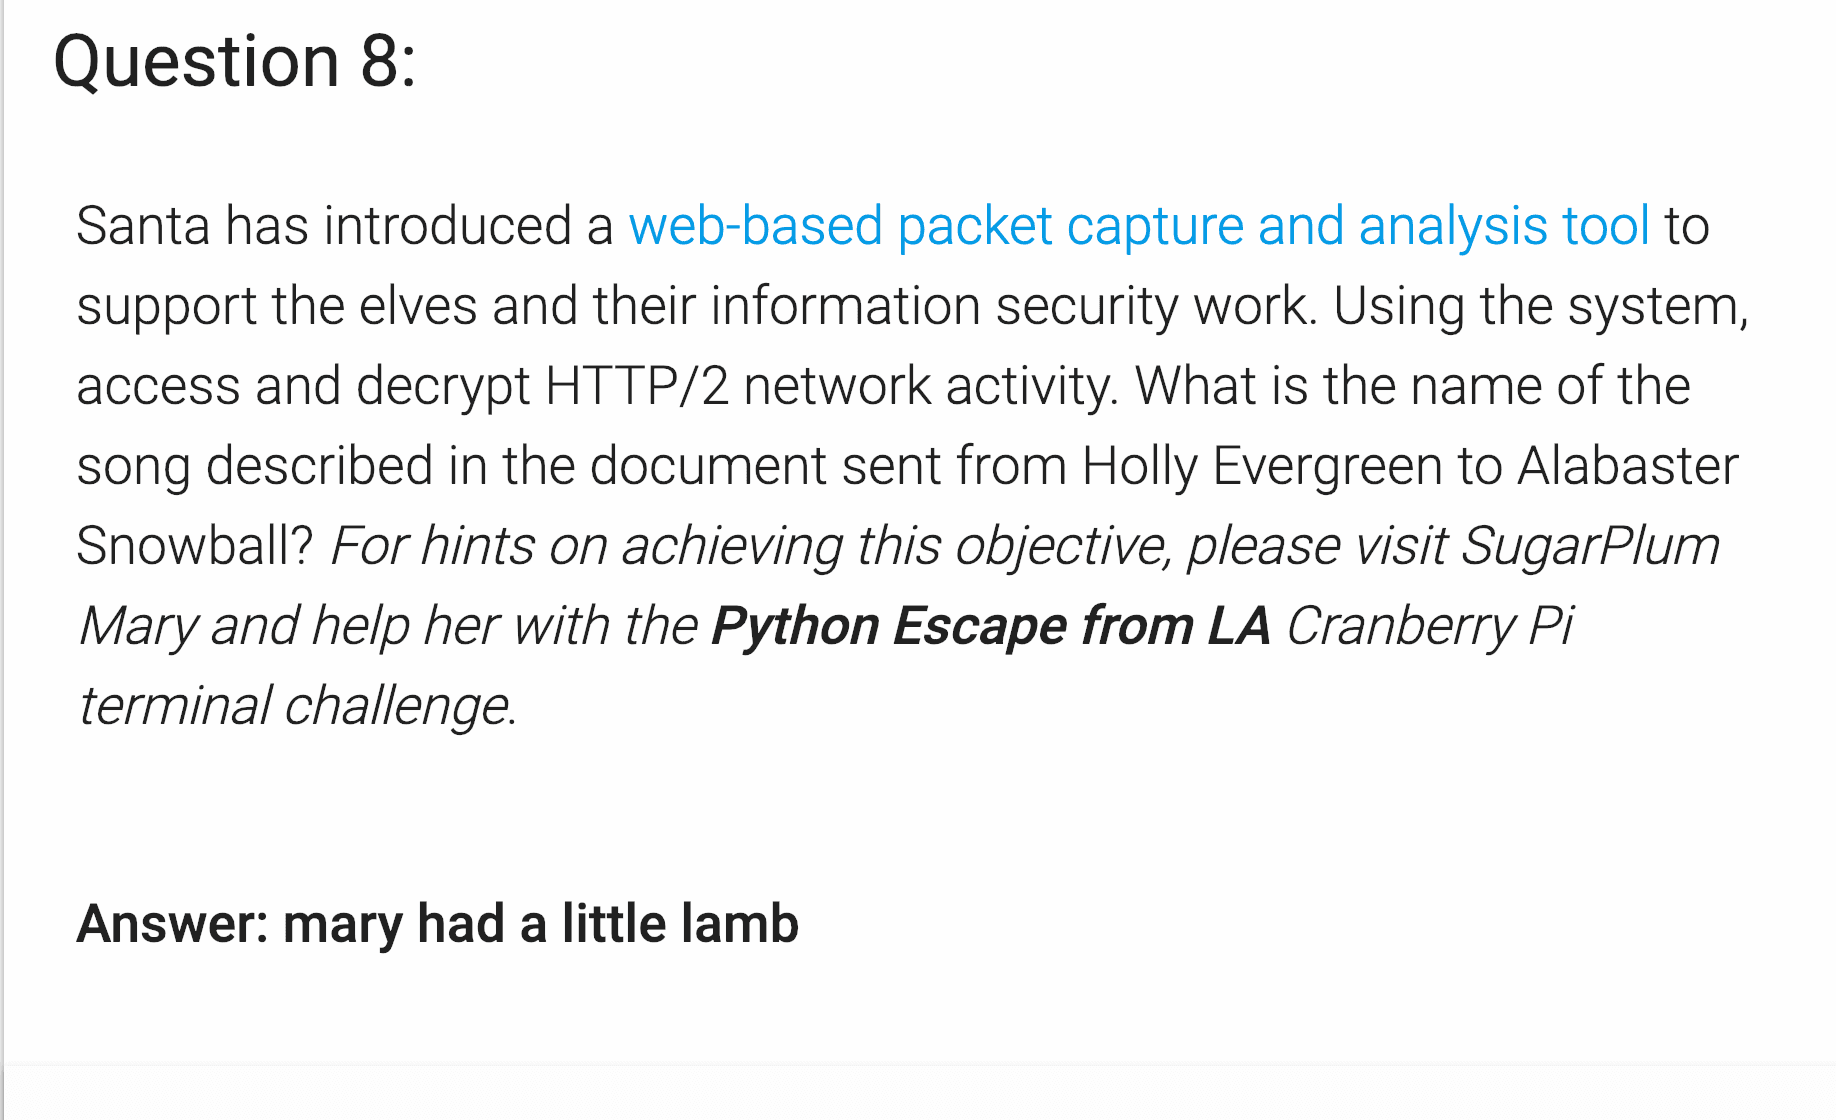 Question 8:
Santa has introduced a web-based packet capture and analysis tool to
support the elves and their information security work. Using the system,
access and decrypt HTTP/2 network activity. What is the name of the
song described in the document sent from Holly Evergreen to Alabaster
Snowball? For hints on achieving this objective, please visit SugarPlum
Mary and help her with the Python Escape from LA Cranberry Pi
terminal challenge.
Answer: mary had a little lamb